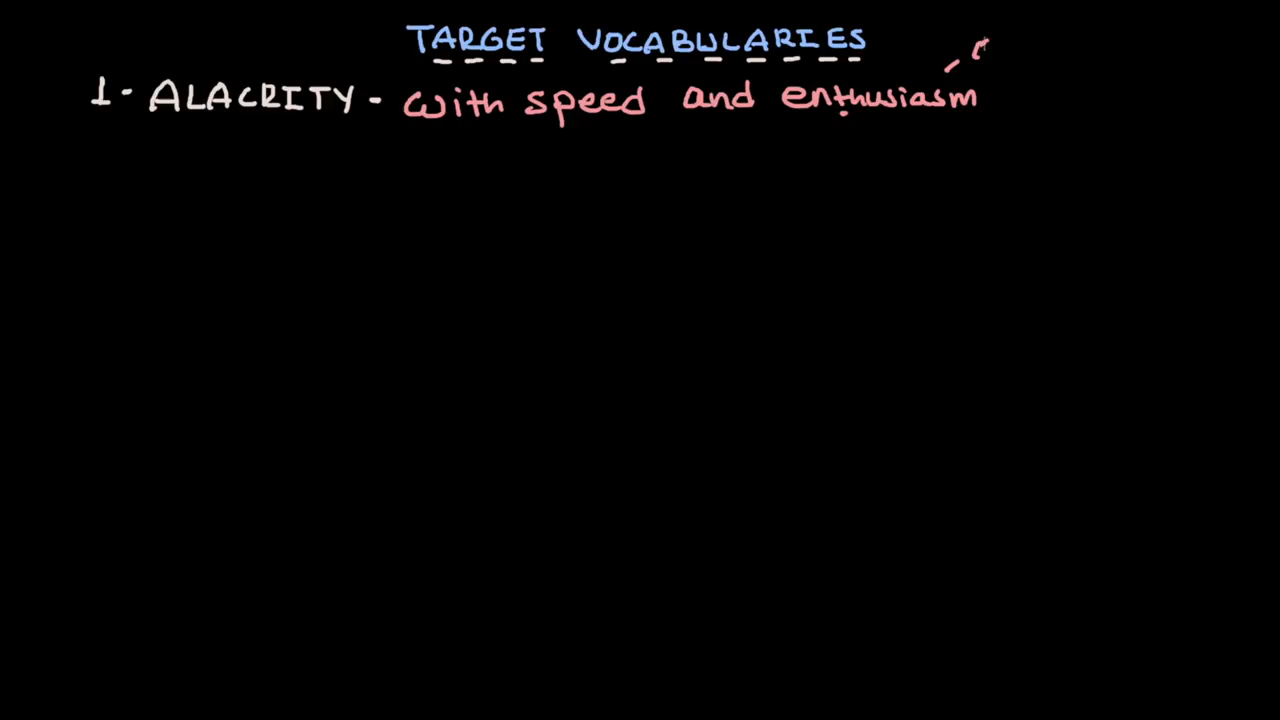 TARGET VOCABULARIES
1- ALACRITY - with speed and enthusiasm